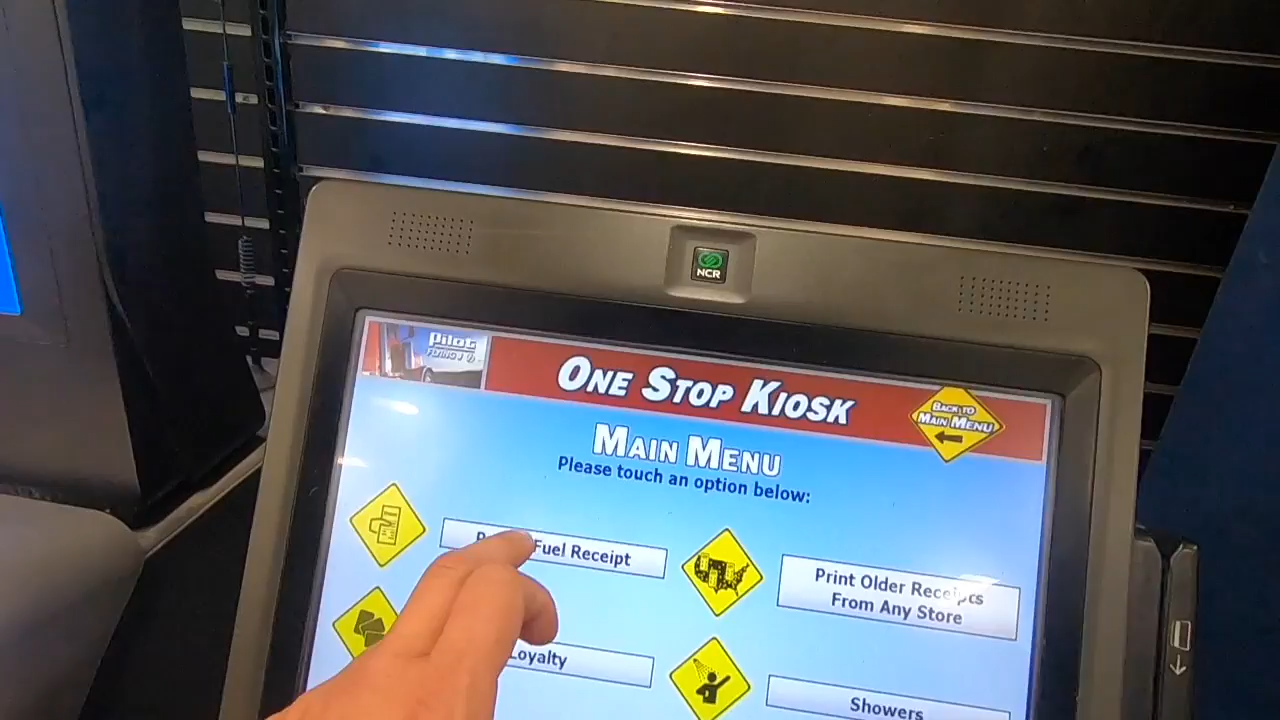 NCR
Pilot
FLYING J
ONE STOP KIOSK
BACK TO
MAIN MENU
MAIN MENU
Please touch an option below:
Fuel Receipt
Print Older Receipts
From Any Store
Loyalty
Showers